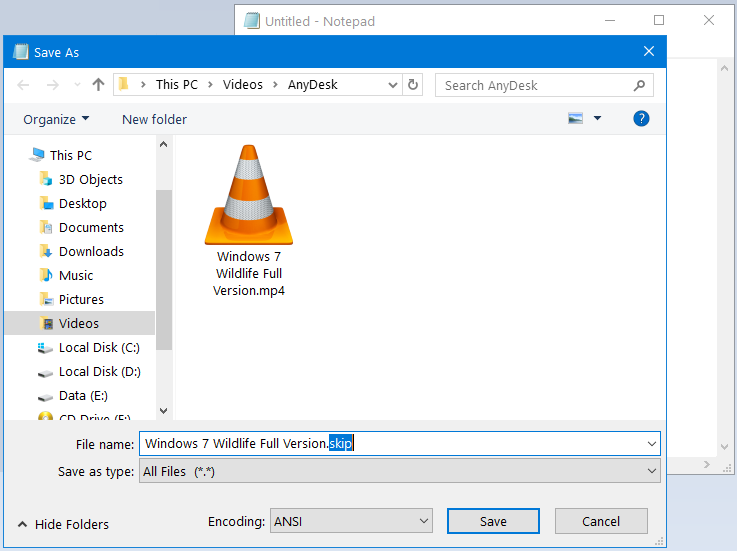 Untitled - Notepad
Save As
This PC > Videos > AnyDesk
Search AnyDesk
Organize
New folder
This PC
3D Objects
Desktop
Documents
Downloads
Music
Pictures
Videos
Local Disk (C:)
Local Disk (D:)
Data (E:)
CD Drive (F:)
Windows 7
Wildlife Full
Version.mp4
File name: Windows 7 Wildlife Full Version.skip
Save as type: All Files (*.*)
Hide Folders
Encoding: ANSI
Save
Cancel